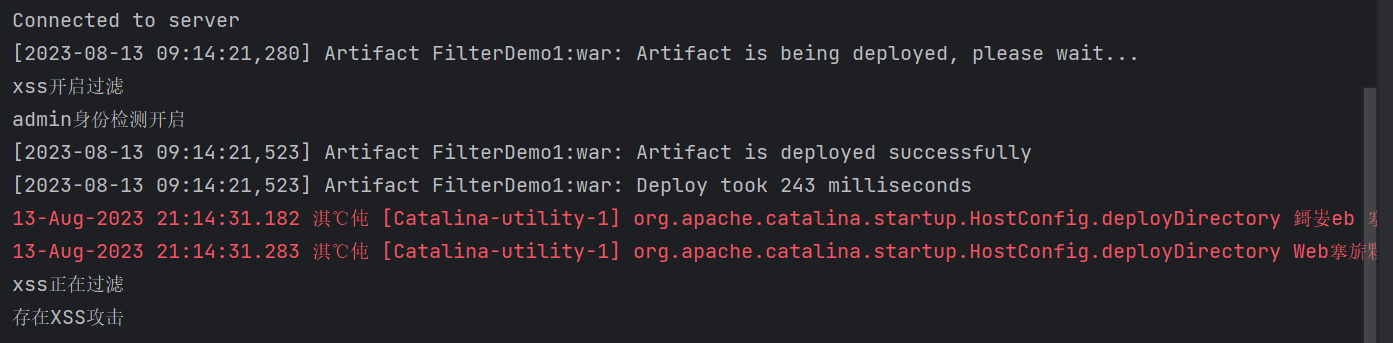 Connected to server
[2023-08-13 09:14:21,280] Artifact FilterDemo1:war: Artifact is being deployed, please wait...
xss开启过滤
admin身份检测开启
[2023-08-13 09:14:21,523] Artifact FilterDemo1:war: Artifact is deployed successfully
[2023-08-13 09:14:21,523] Artifact FilterDemo1:war: Deploy took 243 milliseconds
13-Aug-2023 21:14:31.182 淇℃伅 [Catalina-utility-1] org.apache.catalina.startup.HostConfig.deployDirectory 鎶妛eb
13-Aug-2023 21:14:31.283 淇℃伅 [Catalina-utility-1] org.apache.catalina.startup.HostConfig.deployDirectory Web搴旂
xss正在过滤
存在XSS攻击